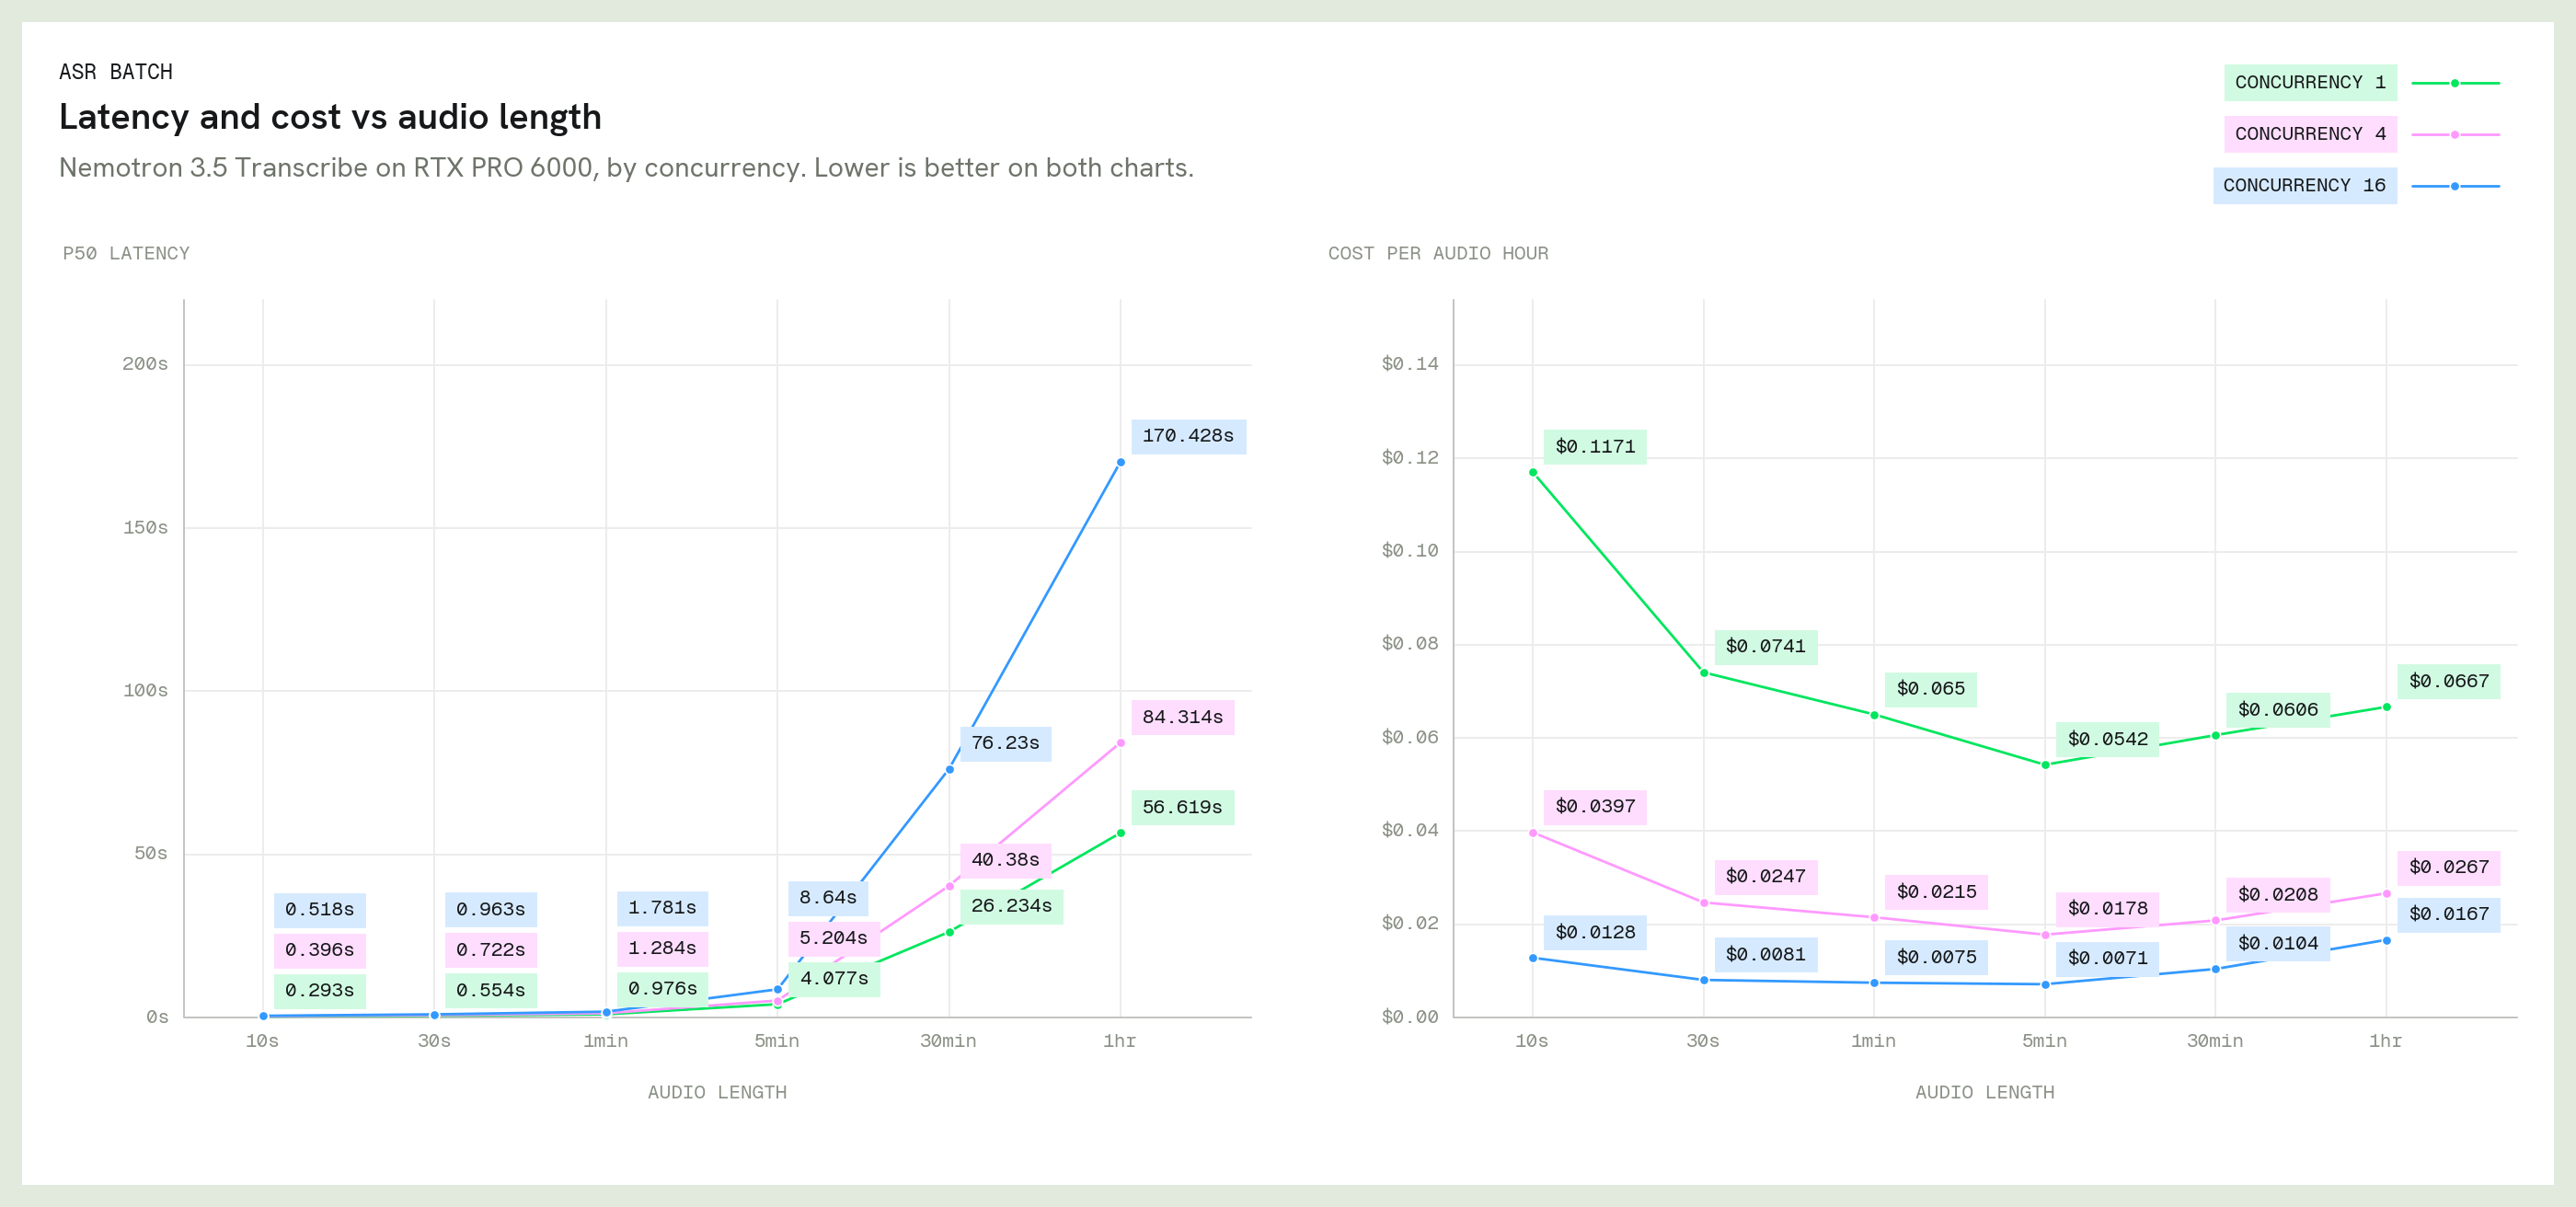 ASR BATCH
Latency and cost vs audio length
Nemotron 3.5 Transcribe on RTX PRO 6000, by concurrency. Lower is better on both charts.
CONCURRENCY 1
CONCURRENCY 4
CONCURRENCY 16
P50 LATENCY
200s
150s
100s
50s
0s
170.428s
84.314s
76.23s
56.619s
40.38s
26.234s
0.518s
0.963s
1.781s
8.64s
0.396s
0.722s
1.284s
5.204s
0.293s
0.554s
0.976s
4.077s
10s
30s
1min
5min
30min
1hr
AUDIO LENGTH
COST PER AUDIO HOUR
$0.14
$0.12
$0.10
$0.08
$0.06
$0.04
$0.02
$0.00
$0.1171
$0.0741
$0.065
$0.0542
$0.0606
$0.0667
$0.0397
$0.0247
$0.0215
$0.0178
$0.0208
$0.0267
$0.0128
$0.0081
$0.0075
$0.0071
$0.0104
$0.0167
10s
30s
1min
5min
30min
1hr
AUDIO LENGTH